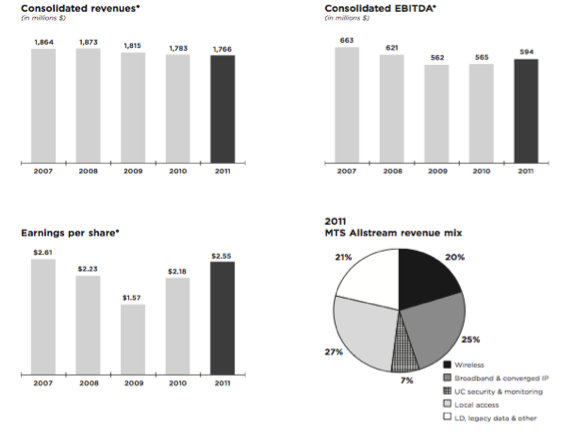 Consolidated revenues*
(in millions $)
1,864 1,873 1,815 1,783 1,766
2007 2008 2009 2010 2011
Consolidated EBITDA*
(in millions $)
663 621 562 565 594
2007 2008 2009 2010 2011
Earnings per share*
$2.61 $2.23 $1.57 $2.18 $2.55
2007 2008 2009 2010 2011
2011
MTS Allstream revenue mix
21% 20%
25%
27%
7%
Wireless
Broadband & converged IP
UC security & monitoring
Local access
LD, legacy data & other